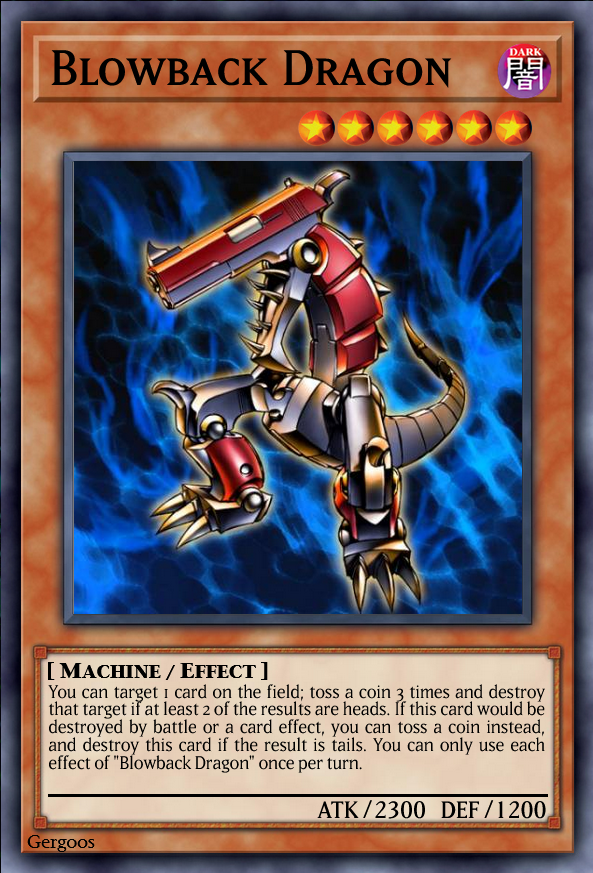 Blowback Dragon
DARK
闇
[ Machine / Effect ]
You can target 1 card on the field; toss a coin 3 times and destroy
that target if at least 2 of the results are heads. If this card would be
destroyed by battle or a card effect, you can toss a coin instead,
and destroy this card if the result is tails. You can only use each
effect of "Blowback Dragon" once per turn.
ATK / 2300 DEF / 1200
Gergoos